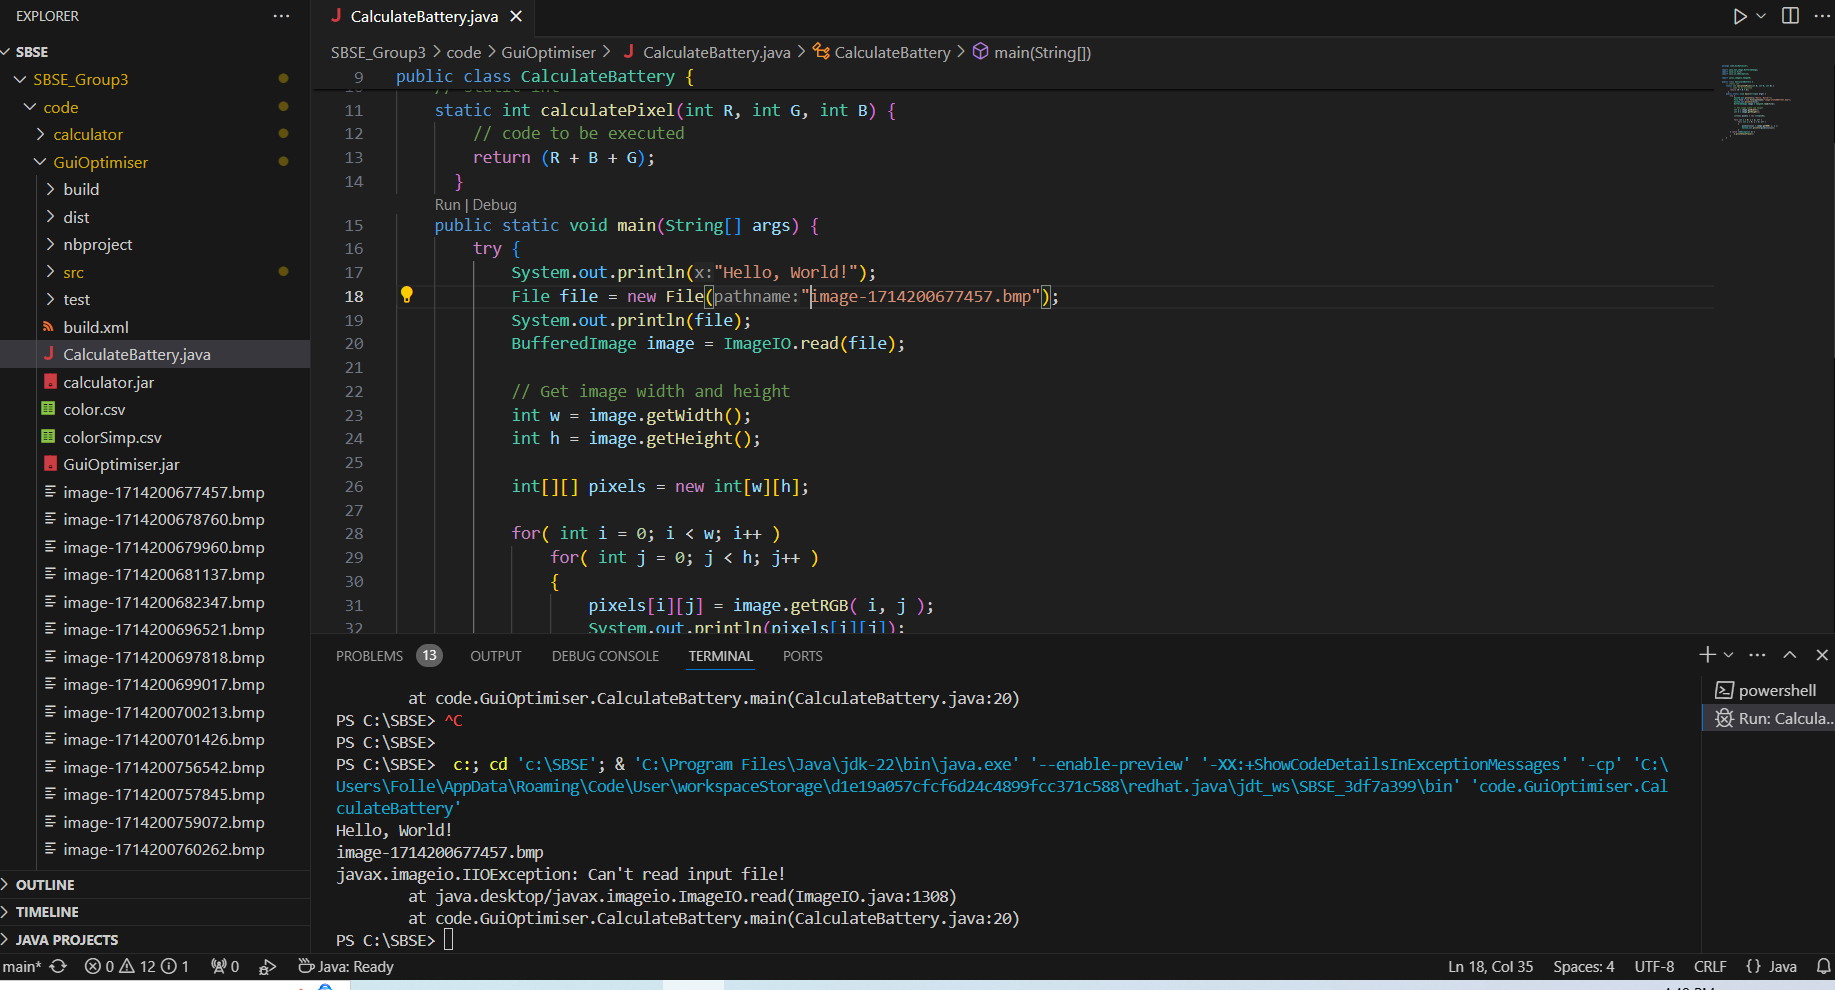 EXPLORER
SBSE
SBSE_Group3
code
calculator
GuiOptimiser
build
dist
nbproject
src
test
build.xml
CalculateBattery.java
calculator.jar
color.csv
colorSimp.csv
GuiOptimiser.jar
image-1714200677457.bmp
image-1714200678760.bmp
image-1714200679960.bmp
image-1714200681137.bmp
image-1714200682347.bmp
image-1714200696521.bmp
image-1714200697818.bmp
image-1714200699017.bmp
image-1714200700213.bmp
image-1714200701426.bmp
image-1714200756542.bmp
image-1714200757845.bmp
image-1714200759072.bmp
image-1714200760262.bmp
OUTLINE
TIMELINE
JAVA PROJECTS
CalculateBattery.java
SBSE_Group3 > code > GuiOptimiser > CalculateBattery.java > CalculateBattery > main(String[])
9 public class CalculateBattery {
// static int
11 static int calculatePixel(int R, int G, int B) {
12 // code to be executed
13 return (R + B + G);
14 }
Run | Debug
15 public static void main(String[] args) {
16 try {
17 System.out.println(x:"Hello, World!");
18 File file = new File(pathname:"image-1714200677457.bmp");
19 System.out.println(file);
20 BufferedImage image = ImageIO.read(file);
21
22 // Get image width and height
23 int w = image.getWidth();
24 int h = image.getHeight();
25
26 int[][] pixels = new int[w][h];
27
28 for( int i = 0; i < w; i++ )
29 for( int j = 0; j < h; j++ )
30 {
31 pixels[i][j] = image.getRGB( i, j );
32 System.out.println(pixels[i][j]);
PROBLEMS 13 OUTPUT DEBUG CONSOLE TERMINAL PORTS
at code.GuiOptimiser.CalculateBattery.main(CalculateBattery.java:20)
PS C:\SBSE> ^C
PS C:\SBSE>
PS C:\SBSE> c:; cd 'c:\SBSE'; & 'C:\Program Files\Java\jdk-22\bin\java.exe' '--enable-preview' '-XX:+ShowCodeDetailsInExceptionMessages' '-cp' 'C:\
Users\Folle\AppData\Roaming\Code\User\workspaceStorage\d1e19a057cfcf6d24c4899fcc371c588\redhat.java\jdt_ws\SBSE_3df7a399\bin' 'code.GuiOptimiser.Cal
culateBattery'
Hello, World!
image-1714200677457.bmp
javax.imageio.IIOException: Can't read input file!
at java.desktop/javax.imageio.ImageIO.read(ImageIO.java:1308)
at code.GuiOptimiser.CalculateBattery.main(CalculateBattery.java:20)
PS C:\SBSE>
powershell
Run: Calcula...
main* 0 12 1 0 Java: Ready
Ln 18, Col 35 Spaces: 4 UTF-8 CRLF {} Java